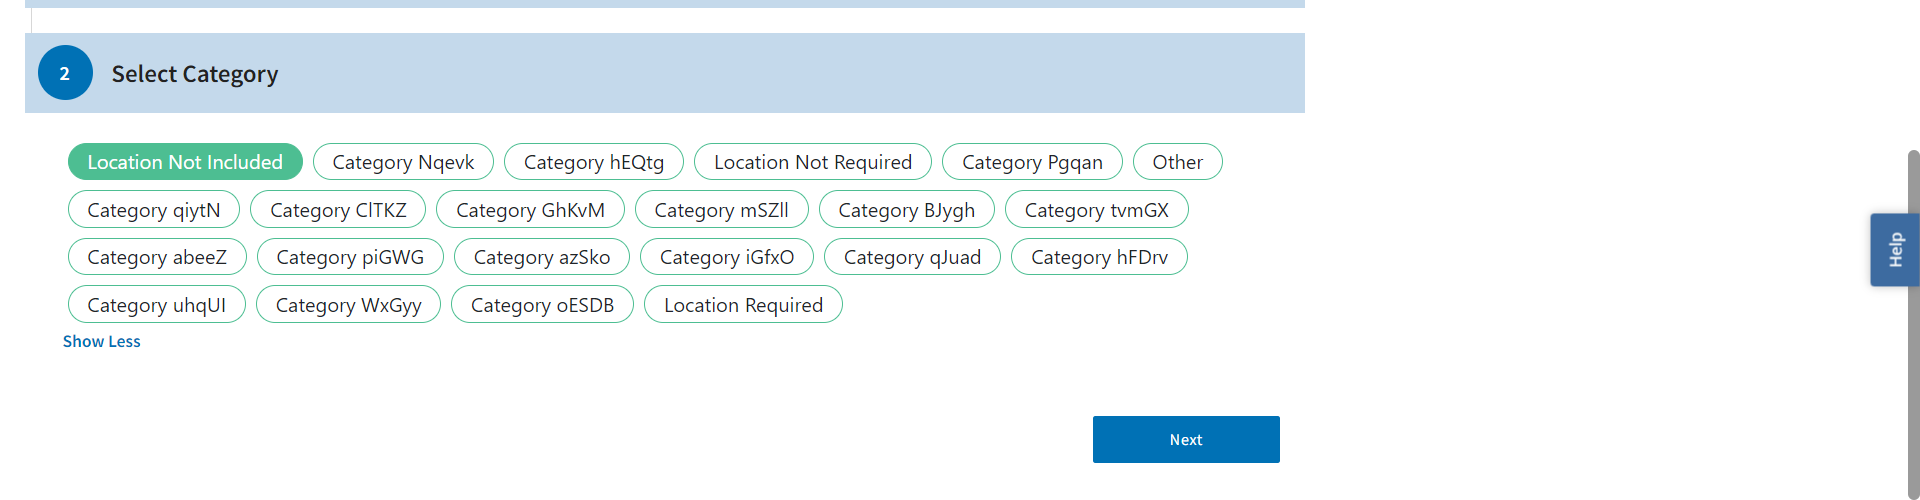 2 Select Category
Location Not Included Category Nqevk Category hEQtg Location Not Required Category Pgqan Other
Category qiytN Category ClTKZ Category GhKvM Category mSZll Category BJygh Category tvmGX
Category abeeZ Category piGWG Category azSko Category iGfxO Category qJuad Category hFDrv
Category uhqUI Category WxGyy Category oESDB Location Required
Show Less
Next
Help